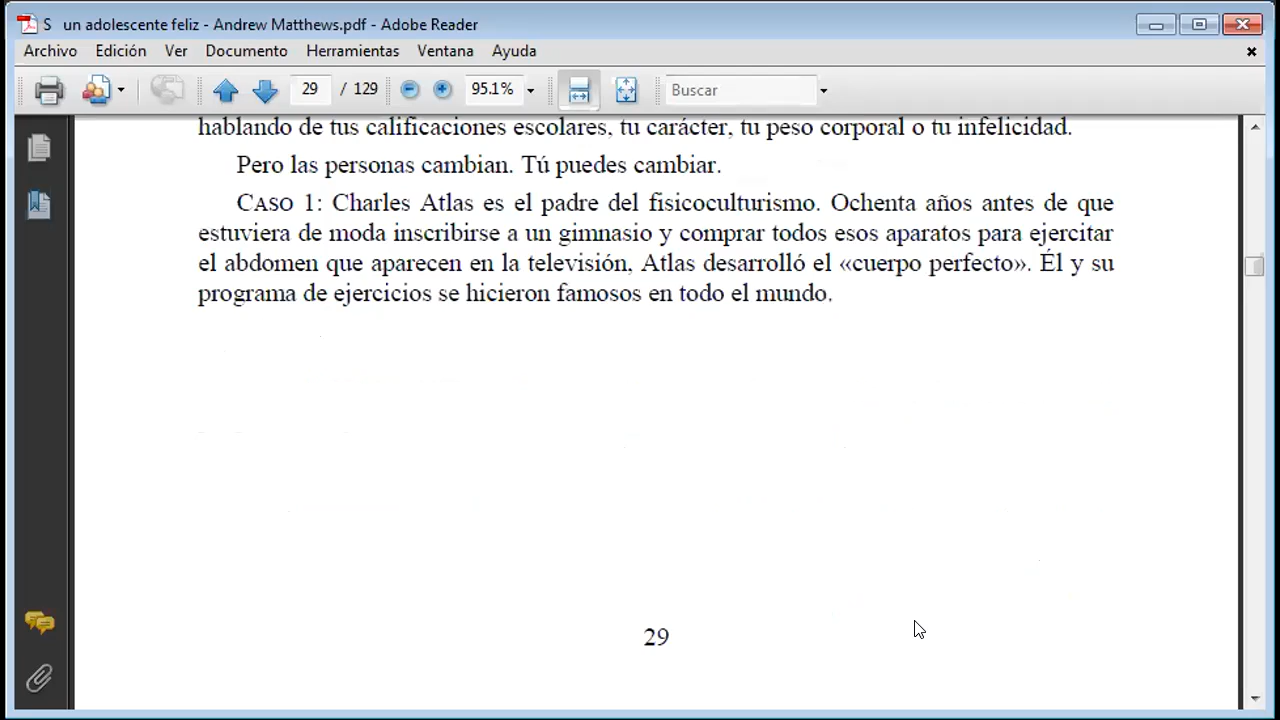 S un adolescente feliz - Andrew Matthews.pdf - Adobe Reader
Archivo Edición Ver Documento Herramientas Ventana Ayuda
29 / 129 95.1% Buscar
hablando de tus calificaciones escolares, tu carácter, tu peso corporal o tu infelicidad.
Pero las personas cambian. Tú puedes cambiar.
CASO 1: Charles Atlas es el padre del fisicoculturismo. Ochenta años antes de que
estuviera de moda inscribirse a un gimnasio y comprar todos esos aparatos para ejercitar
el abdomen que aparecen en la televisión, Atlas desarrolló el «cuerpo perfecto». Él y su
programa de ejercicios se hicieron famosos en todo el mundo.
29